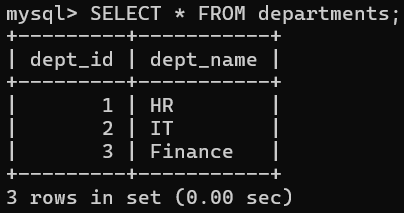 mysql> SELECT * FROM departments;
+---------+-----------+
| dept_id | dept_name |
+---------+-----------+
|       1 | HR        |
|       2 | IT        |
|       3 | Finance   |
+---------+-----------+
3 rows in set (0.00 sec)